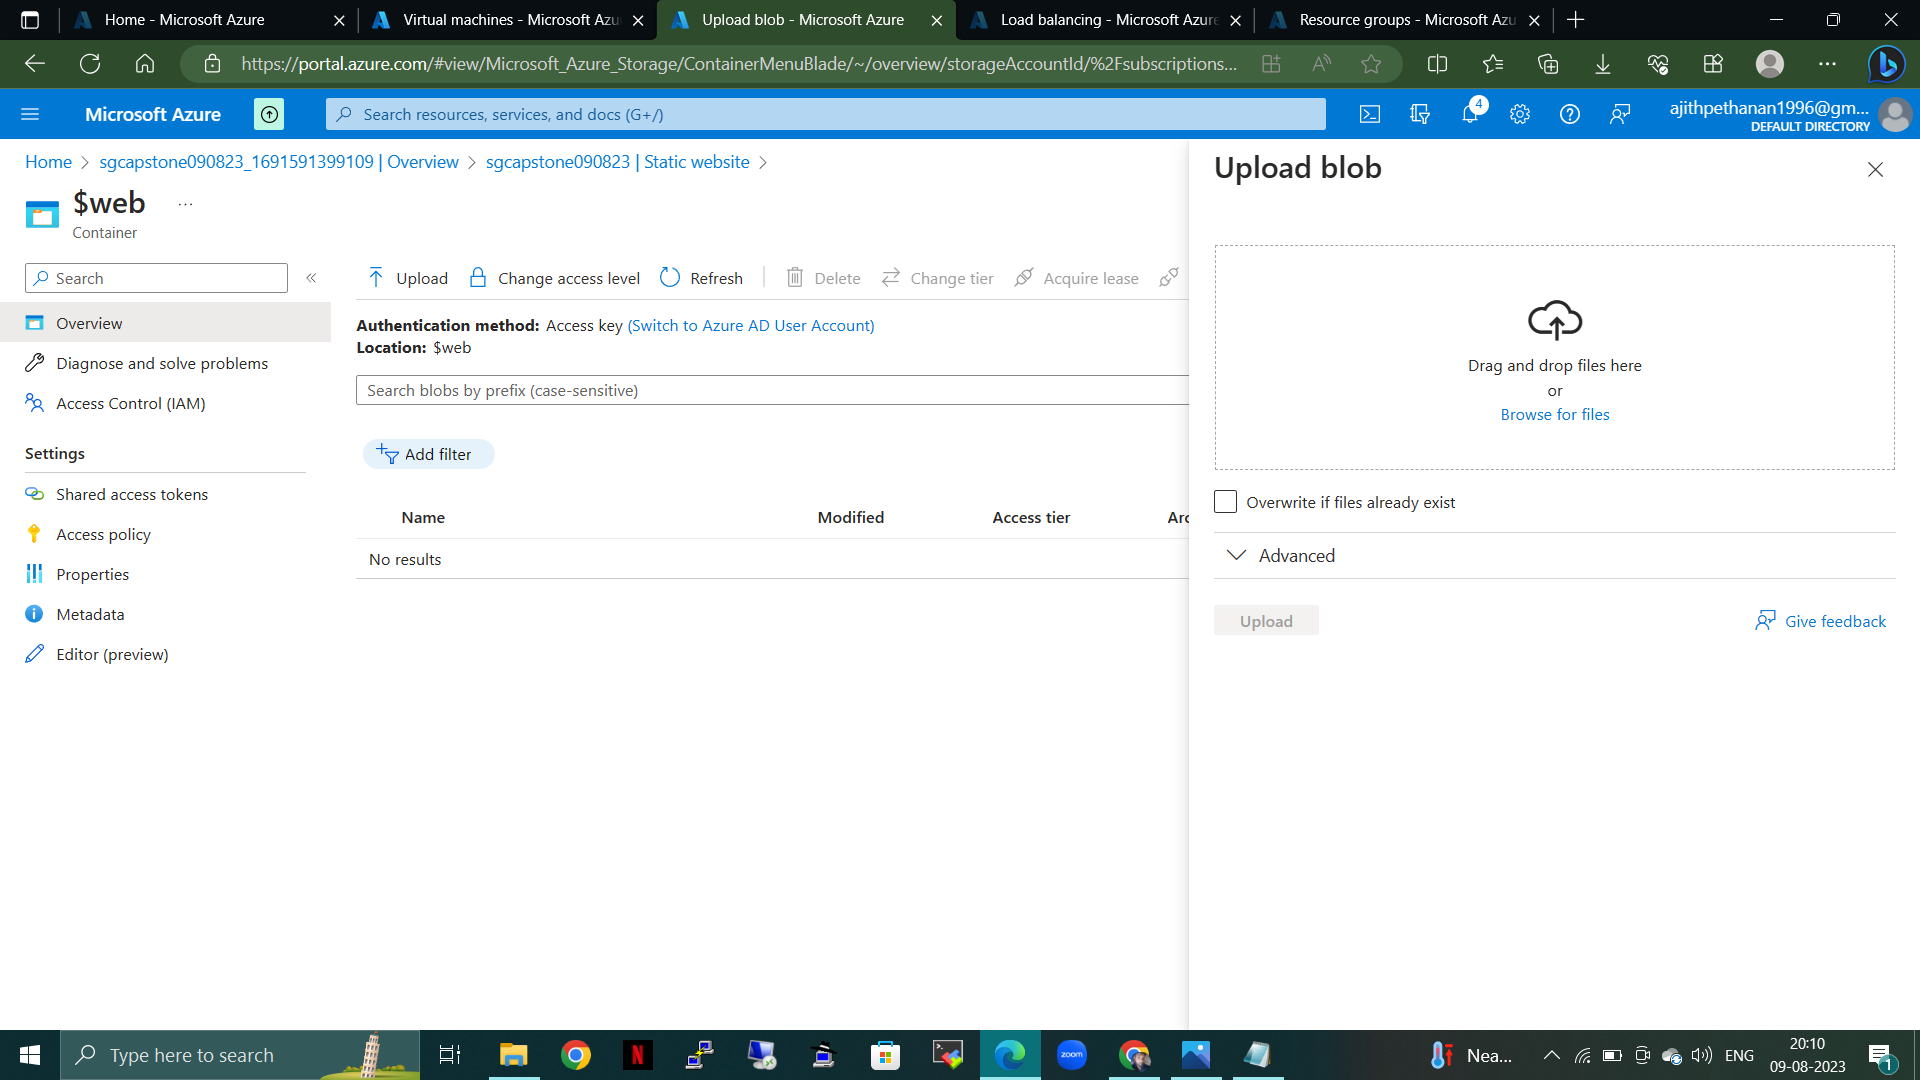 Home - Microsoft Azure
Virtual machines - Microsoft Azu
Upload blob - Microsoft Azure
Load balancing - Microsoft Azure
Resource groups - Microsoft Azu
https://portal.azure.com/#view/Microsoft_Azure_Storage/ContainerMenuBlade/~/overview/storageAccountId/%2Fsubscriptions...
Microsoft Azure
Search resources, services, and docs (G+/)
4
ajithpethanan1996@gm...
DEFAULT DIRECTORY
Home > sgcapstone090823_1691591399109 | Overview > sgcapstone090823 | Static website >
$web
...
Container
Search
«
Overview
Diagnose and solve problems
Access Control (IAM)
Settings
Shared access tokens
Access policy
Properties
Metadata
Editor (preview)
Upload
Change access level
Refresh
Delete
Change tier
Acquire lease
Authentication method: Access key (Switch to Azure AD User Account)
Location: $web
Search blobs by prefix (case-sensitive)
Add filter
Name
Modified
Access tier
Arc
No results
Upload blob
Drag and drop files here
or
Browse for files
Overwrite if files already exist
Advanced
Upload
Give feedback
Type here to search
N
zoom
Nea...
ENG
20:10
09-08-2023
1